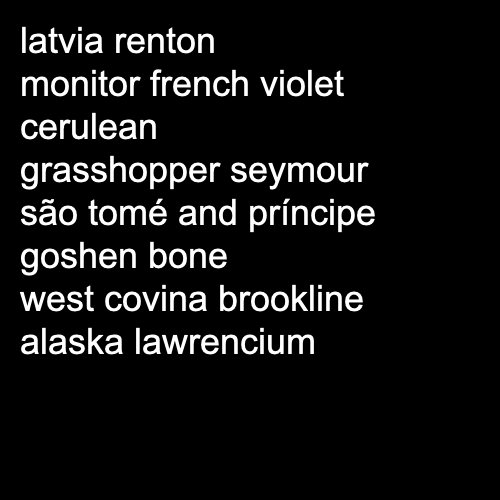 latvia renton
monitor french violet
cerulean
grasshopper seymour
são tomé and príncipe
goshen bone
west covina brookline
alaska lawrencium